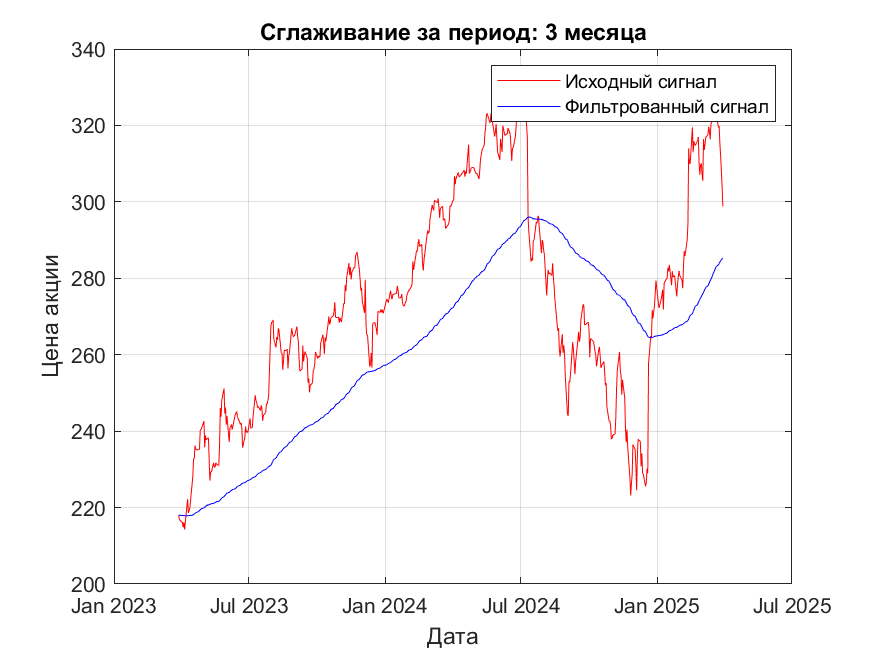 Сглаживание за период: 3 месяца
Исходный сигнал
Фильтрованный сигнал
Цена акции
340
320
300
280
260
240
220
200
Jan 2023 Jul 2023 Jan 2024 Jul 2024 Jan 2025 Jul 2025
Дата